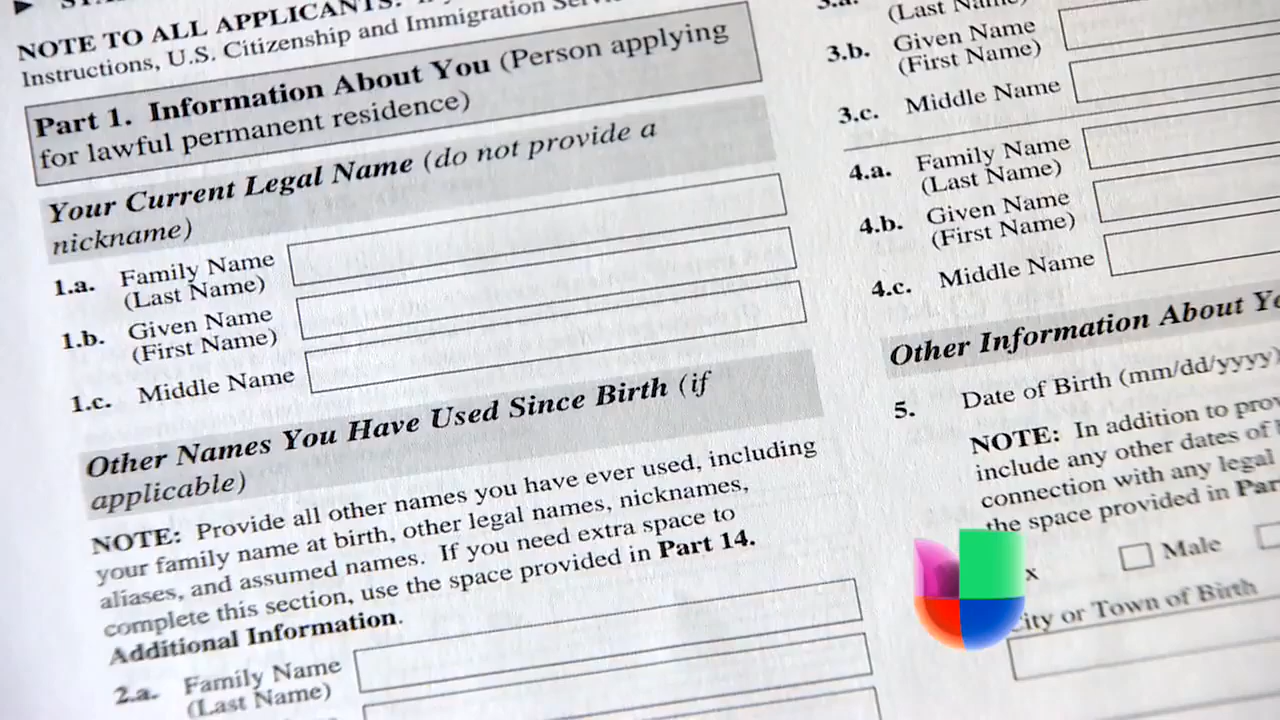 NOTE TO ALL APPLICANTS:
Instructions, U.S. Citizenship and Immigration
Part 1. Information About You (Person applying
for lawful permanent residence)
Your Current Legal Name (do not provide a
nickname)
1.a. Family Name
(Last Name)
1.b. Given Name
(First Name)
1.c. Middle Name
Other Names You Have Used Since Birth (if
applicable)
NOTE: Provide all other names you have ever used, including
your family name at birth, other legal names, nicknames,
aliases, and assumed names. If you need extra space to
complete this section, use the space provided in Part 14.
Additional Information.
2.a. Family Name
(Last Name)
3.a.
(Last Name)
3.b. Given Name
(First Name)
3.c. Middle Name
4.a. Family Name
(Last Name)
4.b. Given Name
(First Name)
4.c. Middle Name
Other Information About
5. Date of Birth (mm/dd/yyyy)
NOTE: In addition to
include any other dates of
connection with any legal
the space provided in
Male
City or Town of Birth